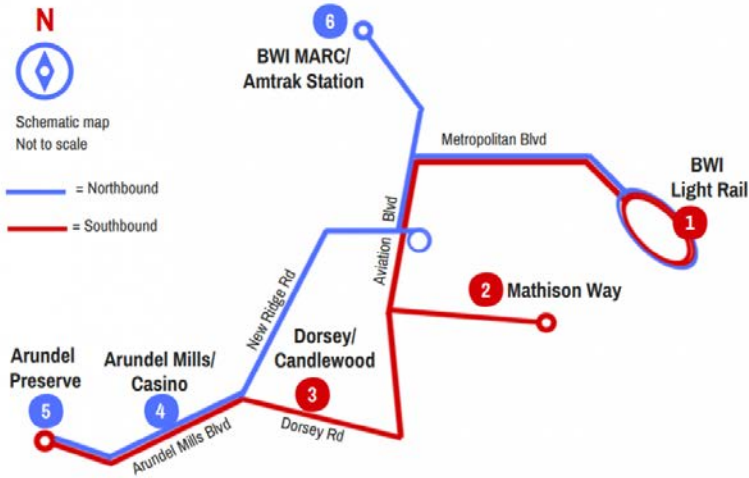 N
6
BWI MARC/
Amtrak Station
Schematic map
Not to scale
= Northbound
= Southbound
Metropolitan Blvd
BWI
Light Rail
1
Aviation Blvd
2 Mathison Way
New Ridge Rd
Dorsey/
Candlewood
3
Dorsey Rd
Arundel Mills/
Casino
4
Arundel Mills Blvd
Arundel
Preserve
5